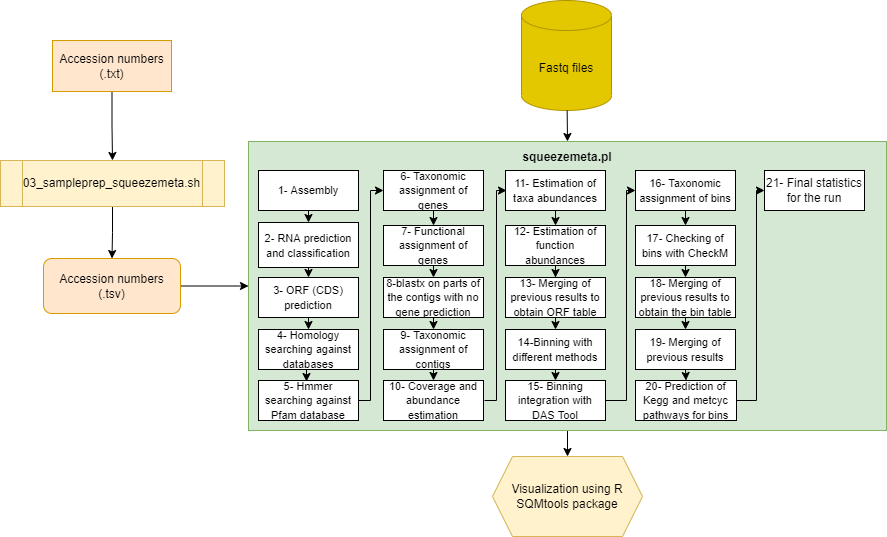 Accession numbers
(.txt)
03_sampleprep_squeezemeta.sh
Accession numbers
(.tsv)
Fastq files
squeezemeta.pl
1- Assembly
2- RNA prediction
and classification
3- ORF (CDS)
prediction
4- Homology
searching against
databases
5- Hmmer
searching against
Pfam database
6- Taxonomic
assignment of
genes
7- Functional
assignment of
genes
8-blastx on parts
of the contigs with no
gene prediction
9- Taxonomic
assignment of
contigs
10- Coverage and
abundance
estimation
11- Estimation of
taxa abundances
12- Estimation of
function
abundances
13- Merging of
previous results to
obtain ORF table
14-Binning with
different methods
15- Binning
integration with
DAS Tool
16- Taxonomic
assignment of bins
17- Checking of
bins with CheckM
18- Merging of
previous results to
obtain the bin table
19- Merging of
previous results
20- Prediction of
Kegg and metcyc
pathways for bins
21- Final statistics
for the run
Visualization using R
SQMtools package